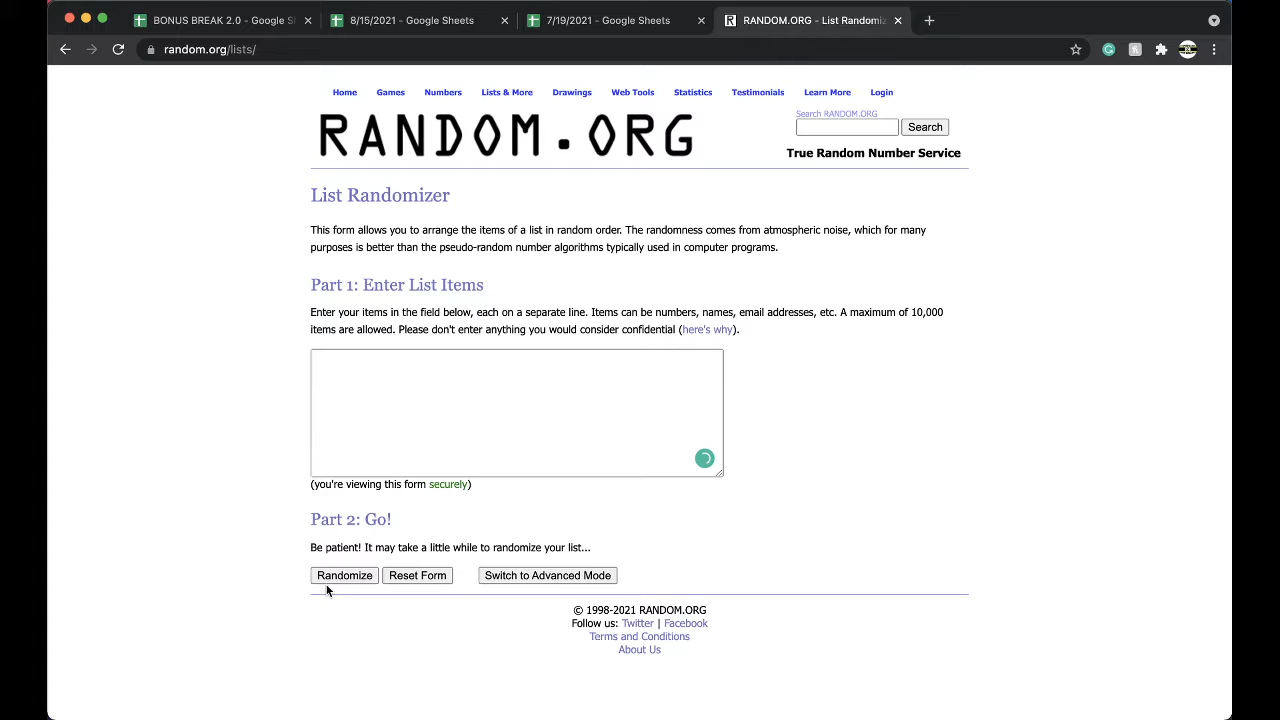 BONUS BREAK 2.0 - Google S
8/15/2021 - Google Sheets
7/19/2021 - Google Sheets
RANDOM.ORG - List Randomiz
random.org/lists/
Home Games Numbers Lists & More Drawings Web Tools Statistics Testimonials Learn More Login
RANDOM.ORG
Search RANDOM.ORG
Search
True Random Number Service
List Randomizer
This form allows you to arrange the items of a list in random order. The randomness comes from atmospheric noise, which for many
purposes is better than the pseudo-random number algorithms typically used in computer programs.
Part 1: Enter List Items
Enter your items in the field below, each on a separate line. Items can be numbers, names, email addresses, etc. A maximum of 10,000
items are allowed. Please don't enter anything you would consider confidential (here's why).
(you're viewing this form securely)
Part 2: Go!
Be patient! It may take a little while to randomize your list...
Randomize Reset Form Switch to Advanced Mode
© 1998-2021 RANDOM.ORG
Follow us: Twitter | Facebook
Terms and Conditions
About Us